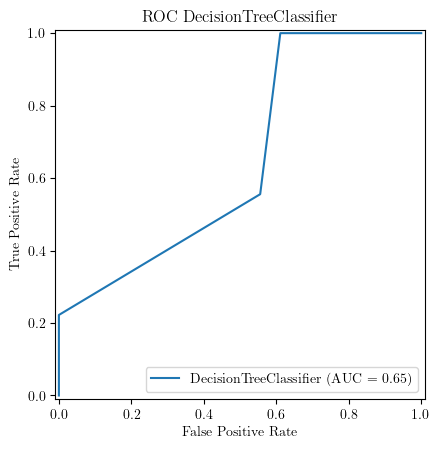 ROC DecisionTreeClassifier
True Positive Rate
1.0
0.8
0.6
0.4
0.2
0.0
DecisionTreeClassifier (AUC = 0.65)
0.0 0.2 0.4 0.6 0.8 1.0
False Positive Rate